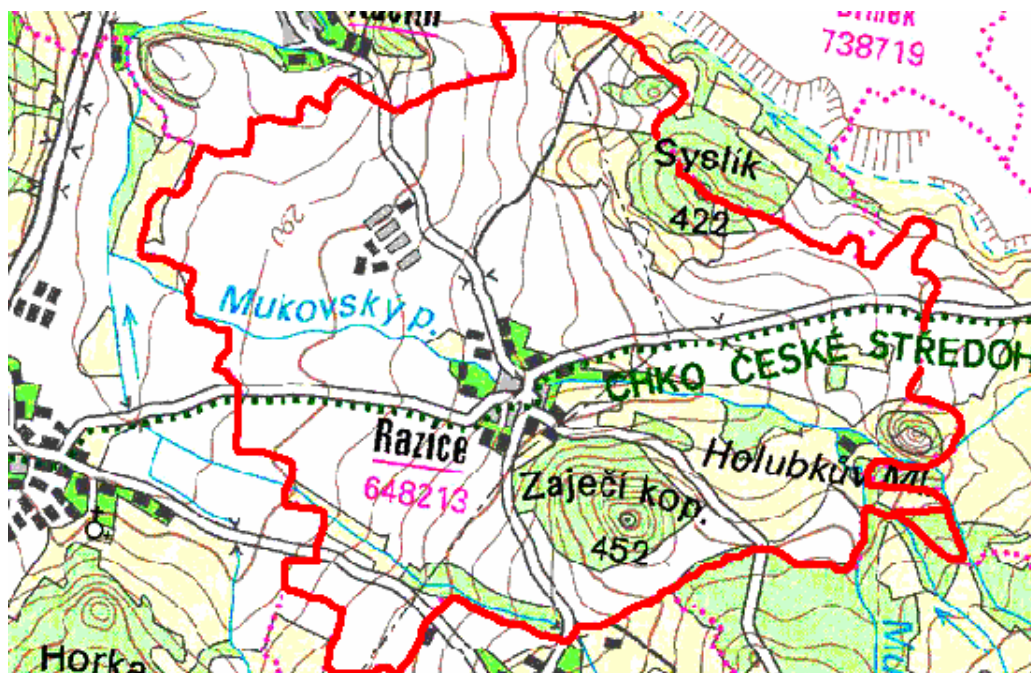 738719
Syslík
422
290
Mukovský p.
CHKO ČESKÉ STŘEDOH
Razice
648213
Holubkův Ml.
Zaječí kop.
452
Horka